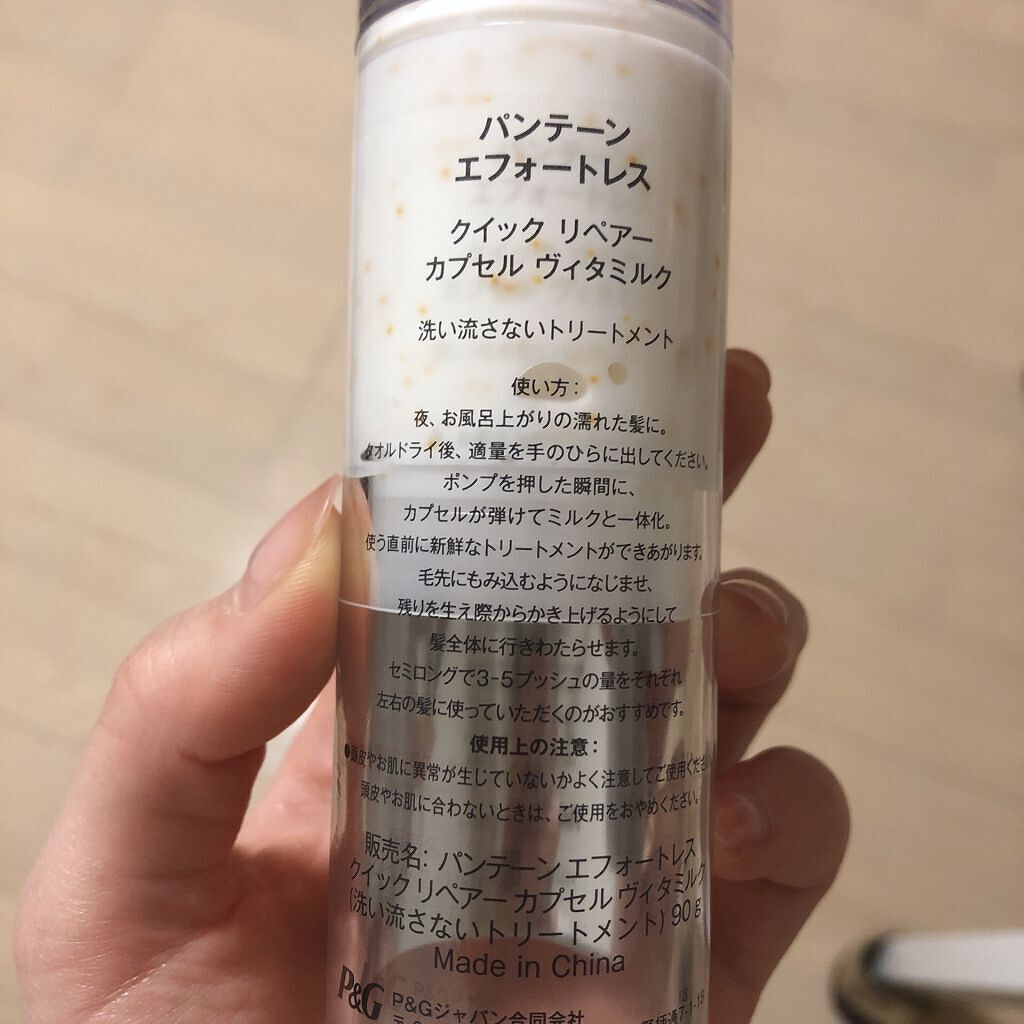 パンテーン
エフォートレス
クイック リペアー
カプセル ヴィタミルク
洗い流さないトリートメント
使い方:
夜、お風呂上がりの濡れた髪に。
タオルドライ後、適量を手のひらに出してください。
ポンプを押した瞬間に、
カプセルが弾けてミルクと一体化。
使う直前に新鮮なトリートメントができあがります。
毛先にもみ込むようになじませ、
残りを生え際からかき上げるようにして
髪全体に行きわたらせます。
セミロングで3-5プッシュの量をそれぞれ
左右の髪に使っていただくのがおすすめです。
使用上の注意:
●頭皮やお肌に異常が生じていないかよく注意してご使用くださ
頭皮やお肌に合わないときは、ご使用をおやめください。
販売名: パンテーン エフォートレス
クイック リペアー カプセル ヴィタミルク
(洗い流さないトリートメント) 90 g
Made in China
P&G P&Gジャパン合同会社
7-1-18